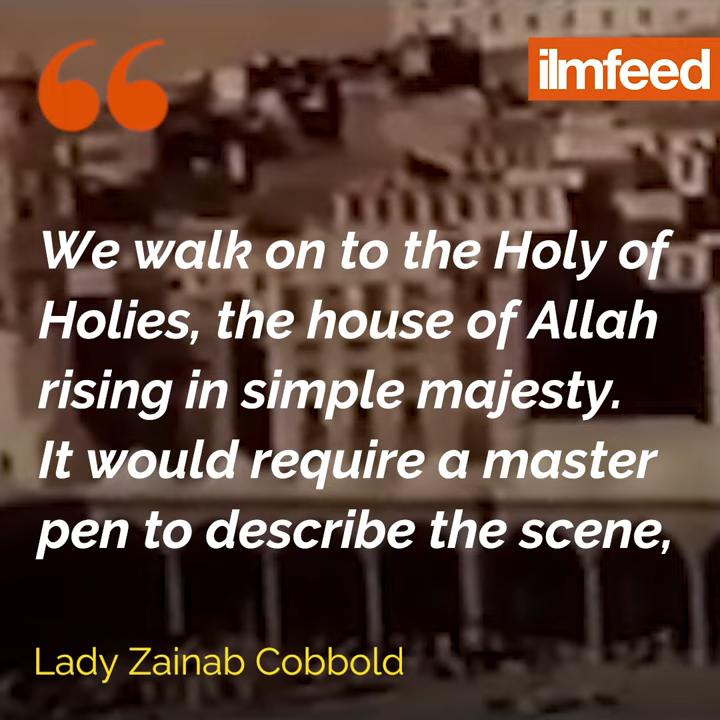 ilmfeed
We walk on to the Holy of
Holies, the house of Allah
rising in simple majesty.
It would require a master
pen to describe the scene,
Lady Zainab Cobbold